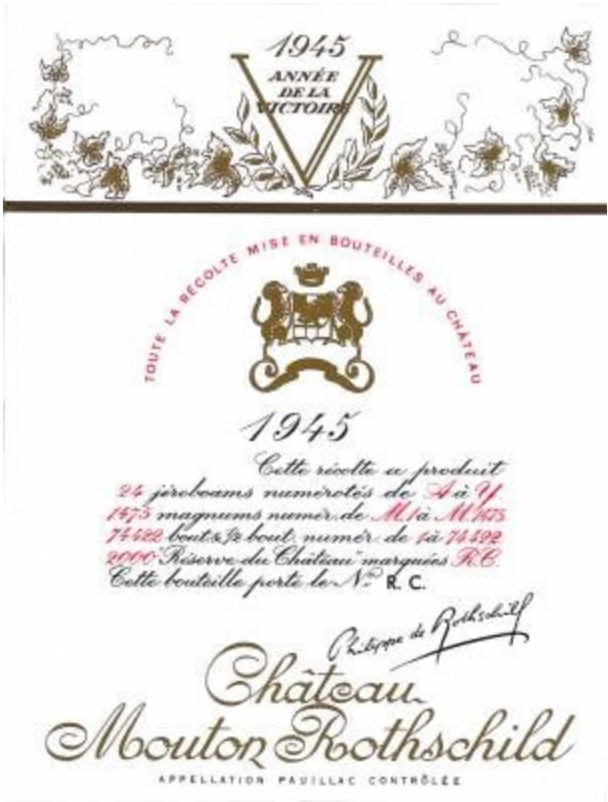 1945
ANNÉE
DE LA
VICTOIRE
TOUTE LA RÉCOLTE MISE EN BOUTEILLES AU CHÂTEAU
1945
Cette récolte a produit
24 jéroboams numérotés de A à Y
1475 magnums numér. de M1 à M1475
74422 bout. & ½ bout. numér. de 1 à 74422
2000 "Réserve du Château" marquées R.C.
Cette bouteille porte le No. R. C.
Philippe de Rothschild
Château
Mouton Rothschild
APPELLATION PAUILLAC CONTRÔLÉE